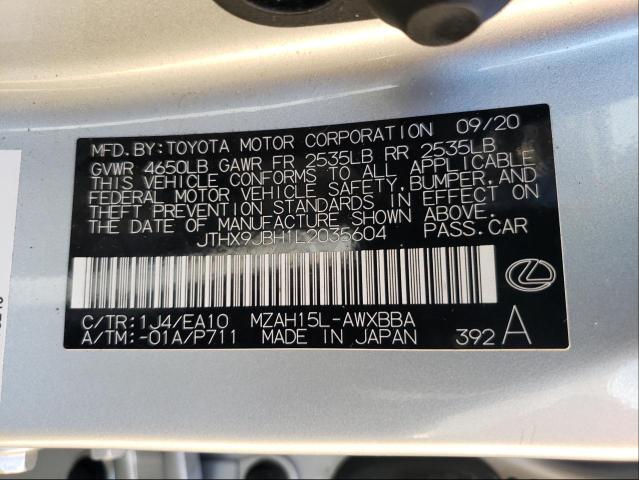 MFD. BY: TOYOTA MOTOR CORPORATION 09/20
GVWR 4650LB GAWR FR 2535LB RR 2535LB
THIS VEHICLE CONFORMS TO ALL APPLICABLE
FEDERAL MOTOR VEHICLE SAFETY, BUMPER, AND
THEFT PREVENTION STANDARDS IN EFFECT ON
THE DATE OF MANUFACTURE SHOWN ABOVE.
JTHX9JBH1L2035604 PASS.CAR
C/TR:1J4/EA10 MZAH15L-AWXBBA
A/TM:-01A/P711 MADE IN JAPAN 392 A